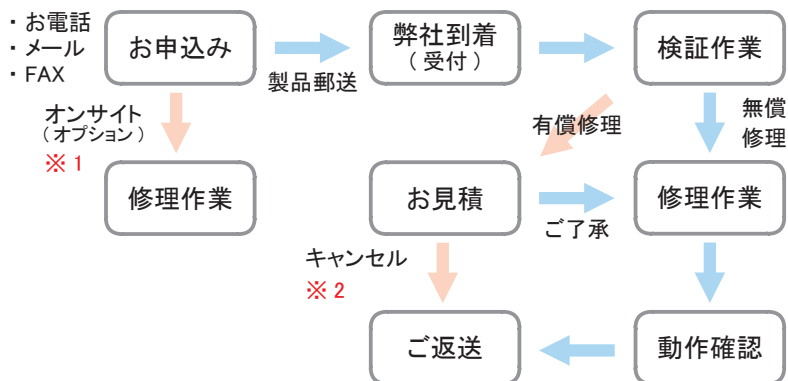 ・お電話
・メール
・FAX
お申込み
製品郵送
弊社到着
（受付）
検証作業
オンサイト
（オプション）
※1
有償修理
無償
修理
修理作業
お見積
ご了承
修理作業
キャンセル
※2
ご返送
動作確認